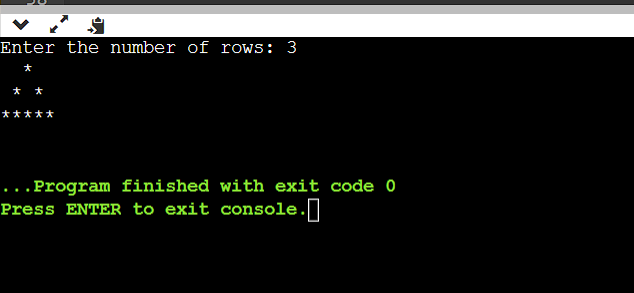 Enter the number of rows: 3
  *
 * *
*****
...Program finished with exit code 0
Press ENTER to exit console.